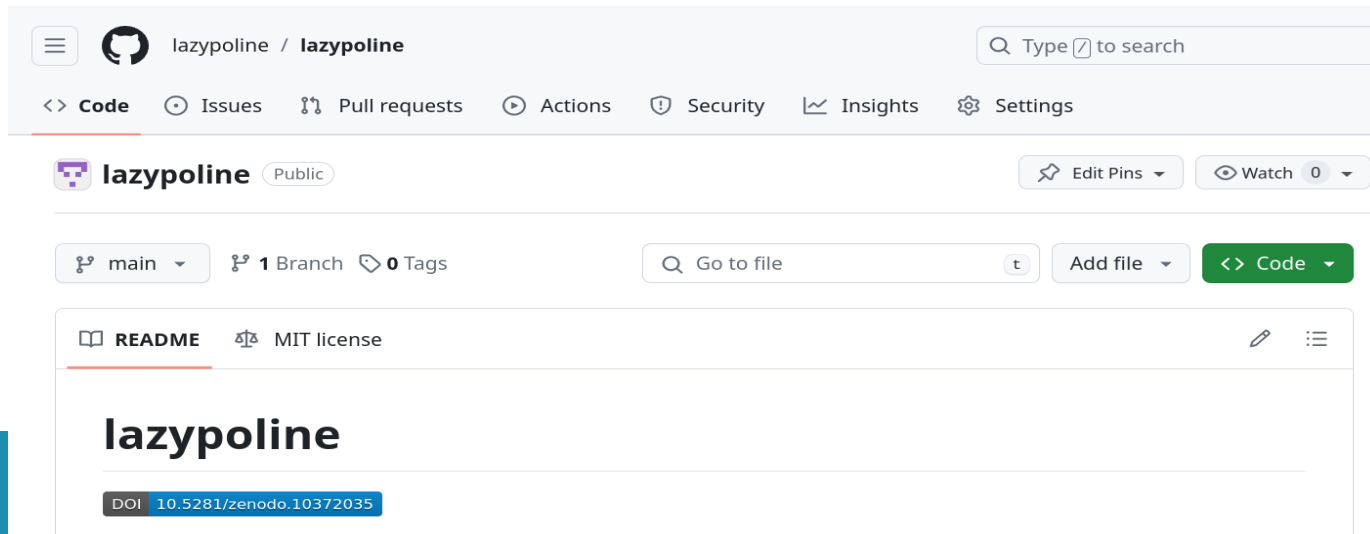 lazypoline / lazypoline
Type / to search
Code Issues Pull requests Actions Security Insights Settings
lazypoline Public
Edit Pins Watch 0
main 1 Branch 0 Tags
Go to file t
Add file Code
README MIT license
lazypoline
DOI 10.5281/zenodo.10372035